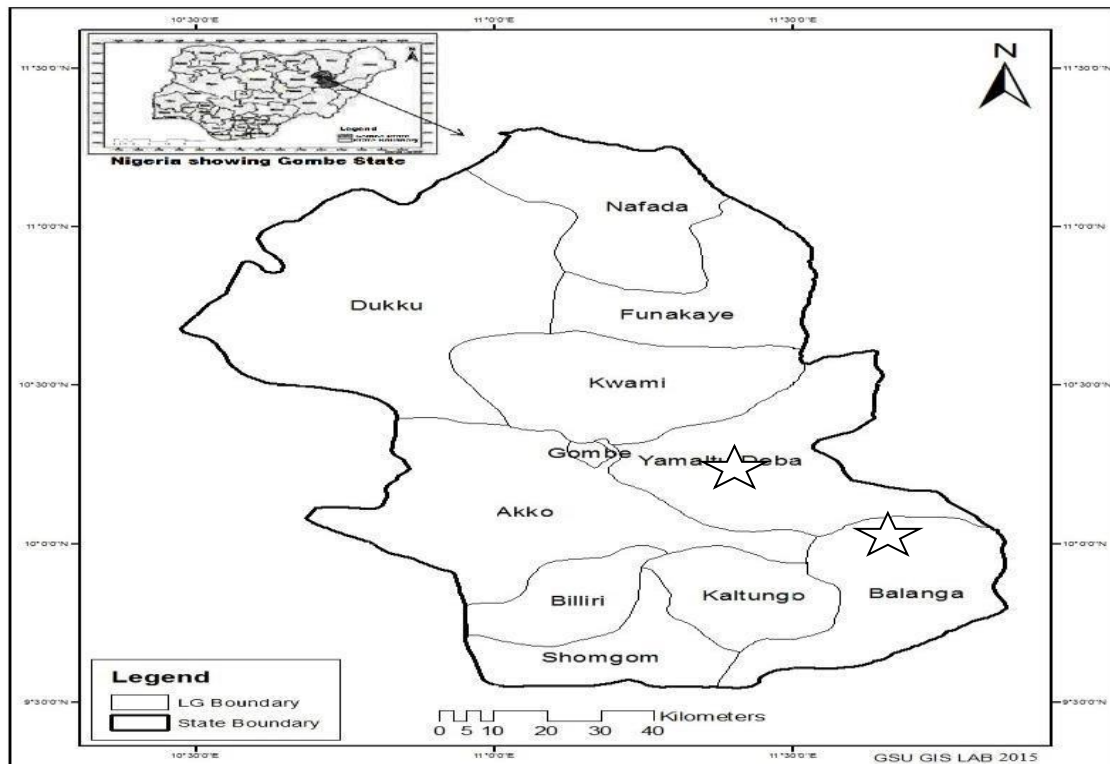 10°30'0"E
11°0'0"E
11°30'0"E
11°30'0"N
11°30'0"N
N
Legend
Nigeria showing Gombe State
Nafada
11°0'0"N
11°0'0"N
Dukku
Funakaye
Kwami
10°30'0"N
10°30'0"N
Gombe
Yamaltu Deba
Akko
10°0'0"N
10°0'0"N
Billiri
Kaltungo
Balanga
Shomgom
Legend
LG Boundary
State Boundary
9°30'0"N
9°30'0"N
0 5 10 20 30 40 Kilometers
10°30'0"E
11°0'0"E
11°30'0"E
GSU GIS LAB 2015